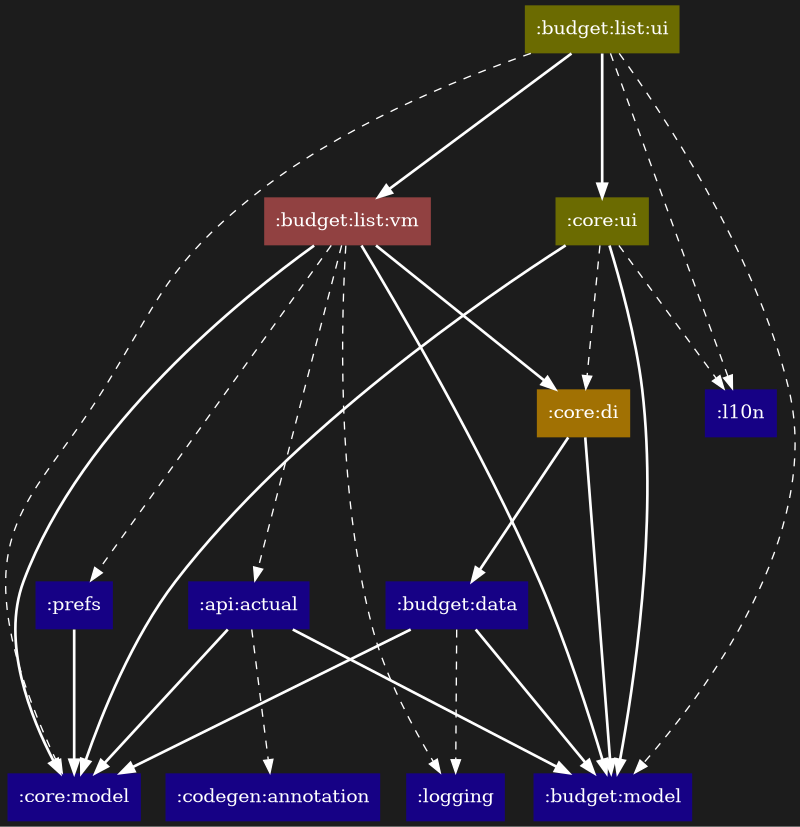 :budget:list:ui
:budget:list:vm
:core:ui
:core:di
:l10n
:prefs
:api:actual
:budget:data
:core:model
:codegen:annotation
:logging
:budget:model